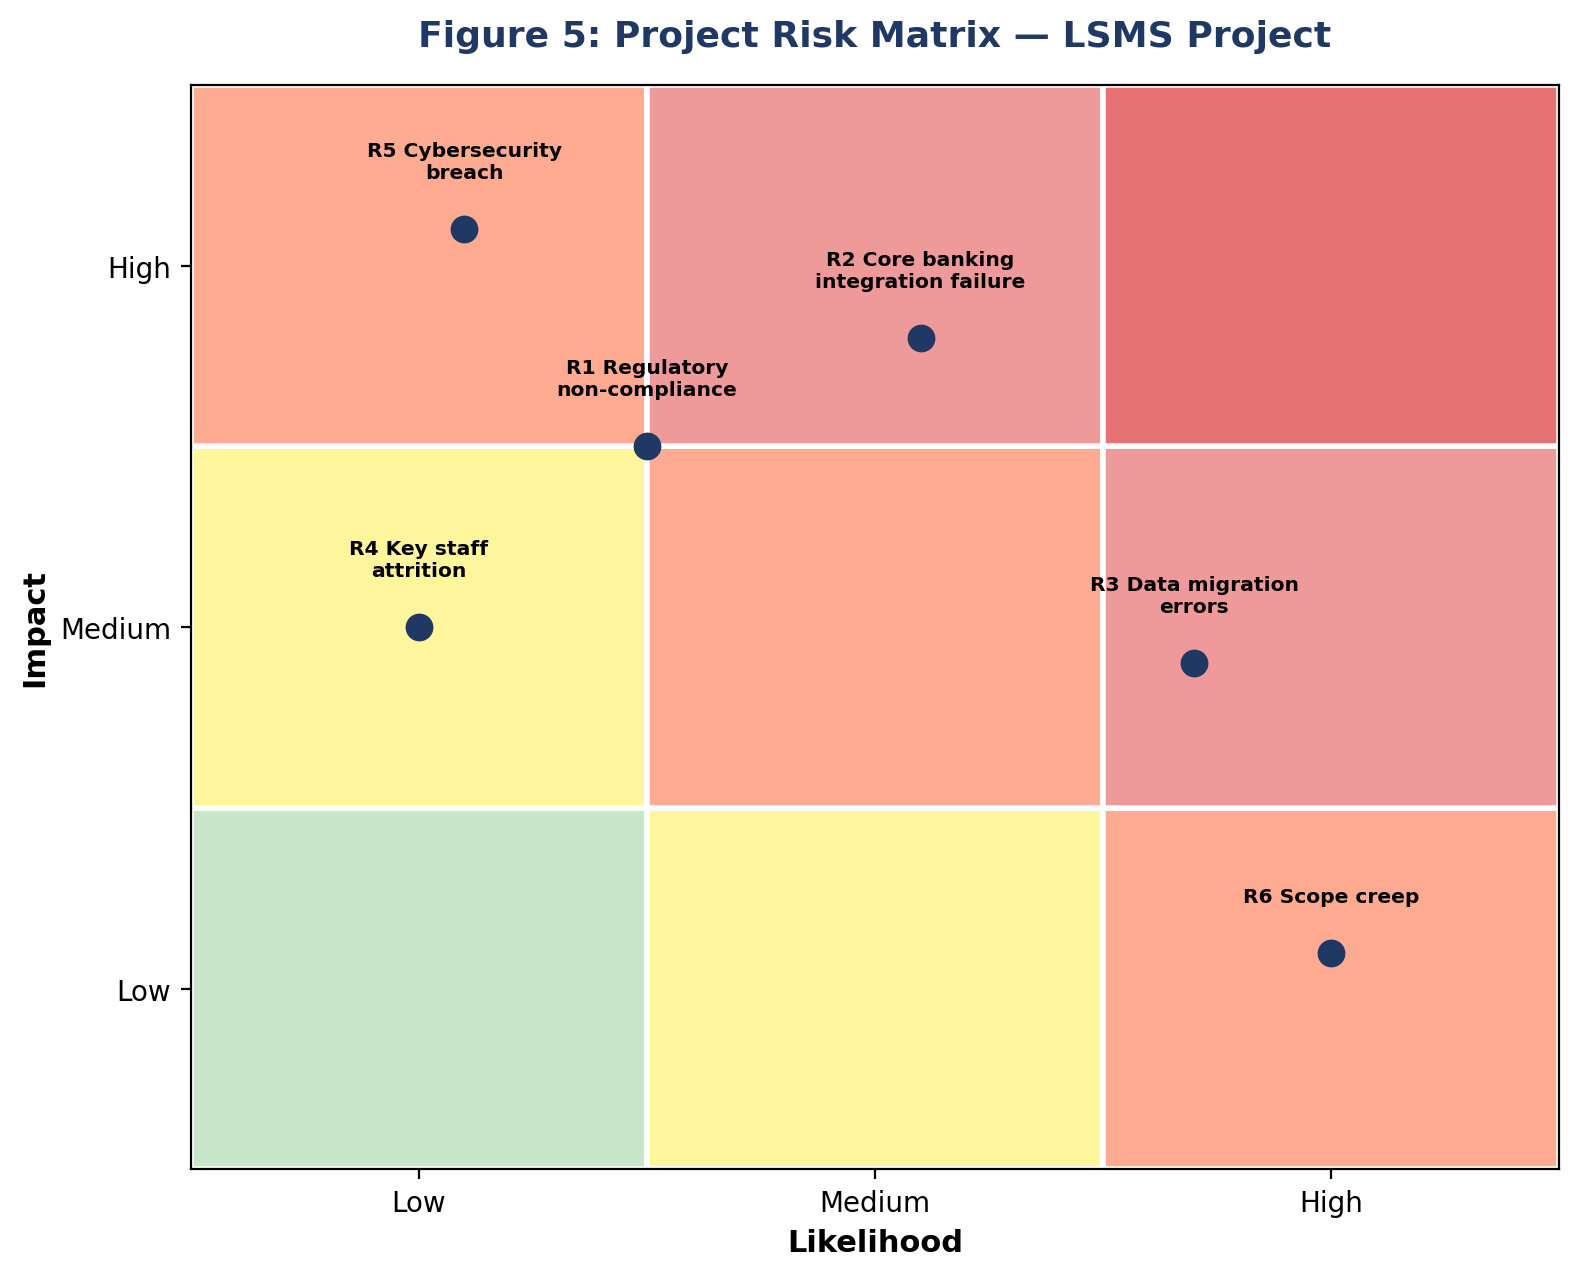 Figure 5: Project Risk Matrix — LSMS Project
R5 Cybersecurity
breach
R2 Core banking
integration failure
R1 Regulatory
non-compliance
R4 Key staff
attrition
R3 Data migration
errors
R6 Scope creep
High
Medium
Low
Impact
Low
Medium
High
Likelihood